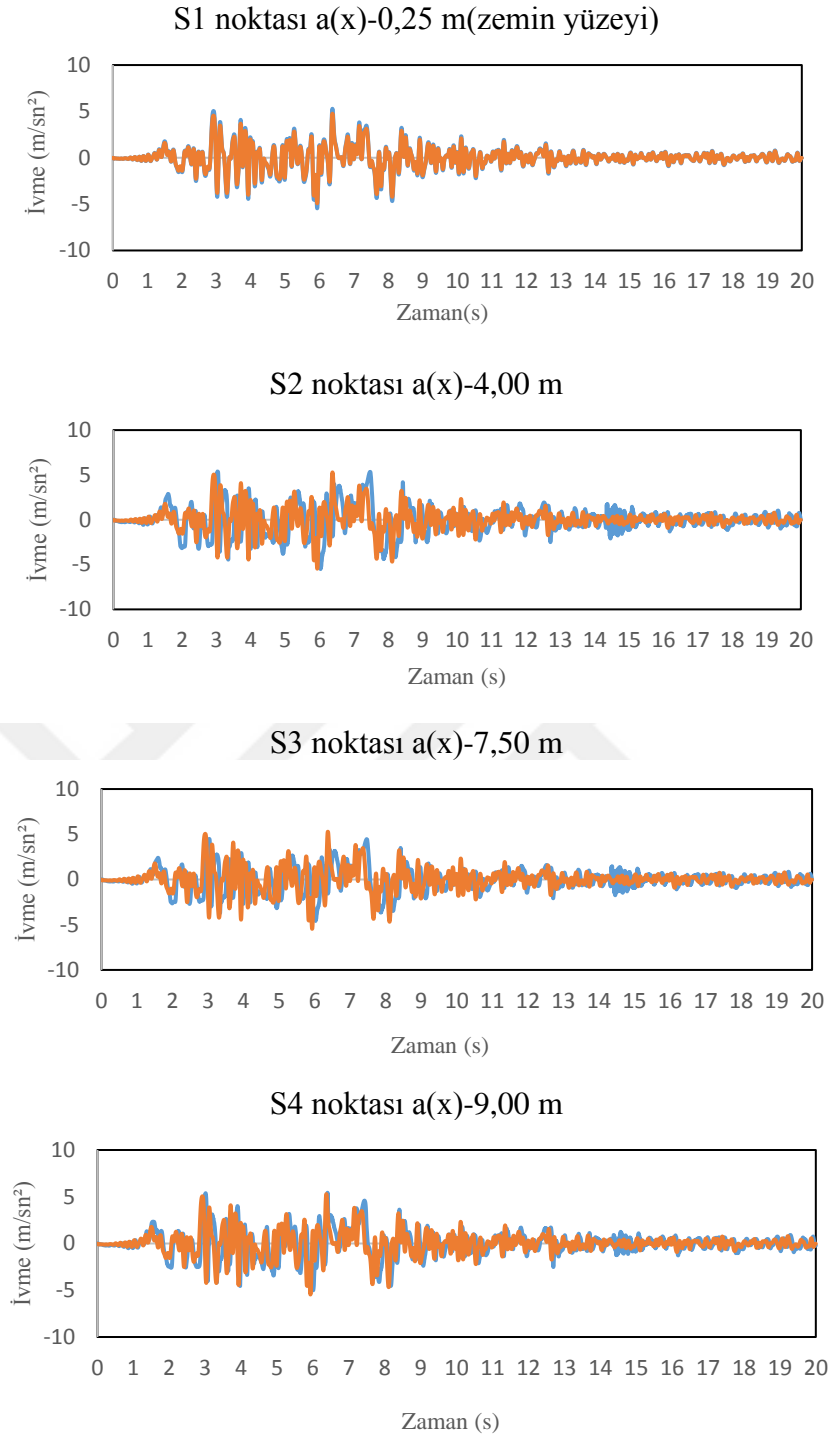 S1 noktası a(x)-0,25 m(zemin yüzeyi)
10
5
0
-5
-10
İvme (m/sn²)
0 1 2 3 4 5 6 7 8 9 10 11 12 13 14 15 16 17 18 19 20
Zaman(s)
S2 noktası a(x)-4,00 m
10
5
0
-5
-10
İvme (m/sn²)
0 1 2 3 4 5 6 7 8 9 10 11 12 13 14 15 16 17 18 19 20
Zaman (s)
S3 noktası a(x)-7,50 m
10
5
0
-5
-10
İvme (m/sn²)
0 1 2 3 4 5 6 7 8 9 10 11 12 13 14 15 16 17 18 19 20
Zaman (s)
S4 noktası a(x)-9,00 m
10
5
0
-5
-10
İvme (m/sn²)
0 1 2 3 4 5 6 7 8 9 10 11 12 13 14 15 16 17 18 19 20
Zaman (s)